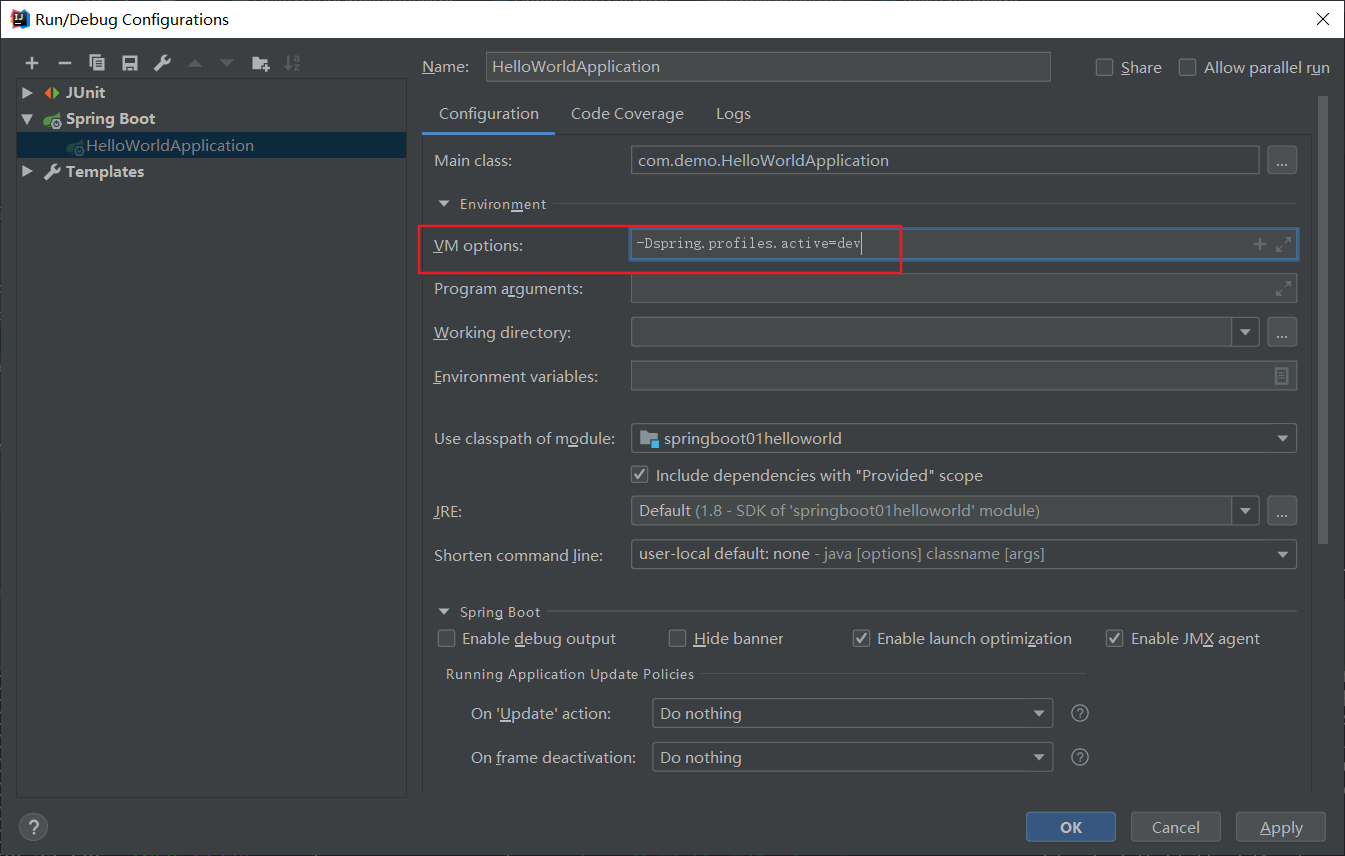 Run/Debug Configurations
Name: HelloWorldApplication Share Allow parallel run
JUnit
Spring Boot
HelloWorldApplication
Templates
Configuration Code Coverage Logs
Main class: com.demo.HelloWorldApplication ...
Environment
VM options: -Dspring.profiles.active=dev
Program arguments:
Working directory: ...
Environment variables:
Use classpath of module: springboot01helloworld
Include dependencies with "Provided" scope
JRE: Default (1.8 - SDK of 'springboot01helloworld' module) ...
Shorten command line: user-local default: none - java [options] classname [args]
Spring Boot
Enable debug output Hide banner Enable launch optimization Enable JMX agent
Running Application Update Policies
On 'Update' action: Do nothing ?
On frame deactivation: Do nothing ?
? OK Cancel Apply